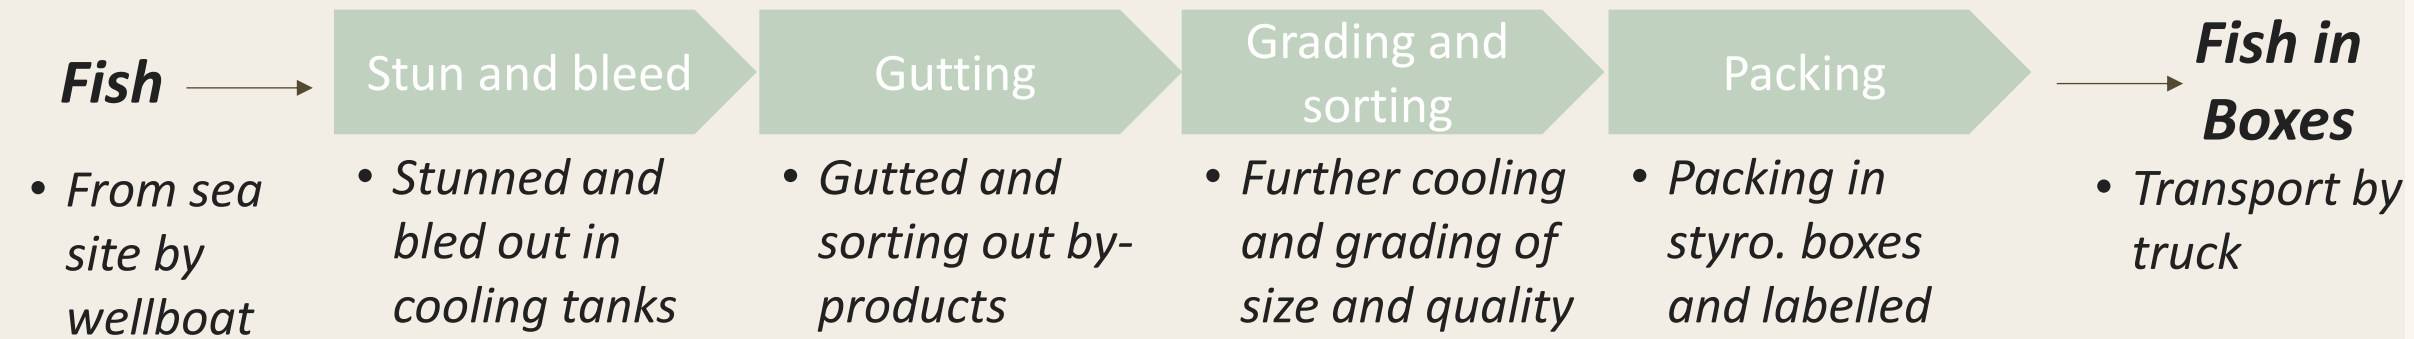 Fish
• From sea
site by
wellboat
Stun and bleed
• Stunned and
bled out in
cooling tanks
Gutting
• Gutted and
sorting out by-
products
Grading and
sorting
• Further cooling
and grading of
size and quality
Packing
• Packing in
styro. boxes
and labelled
Fish in
Boxes
• Transport by
truck